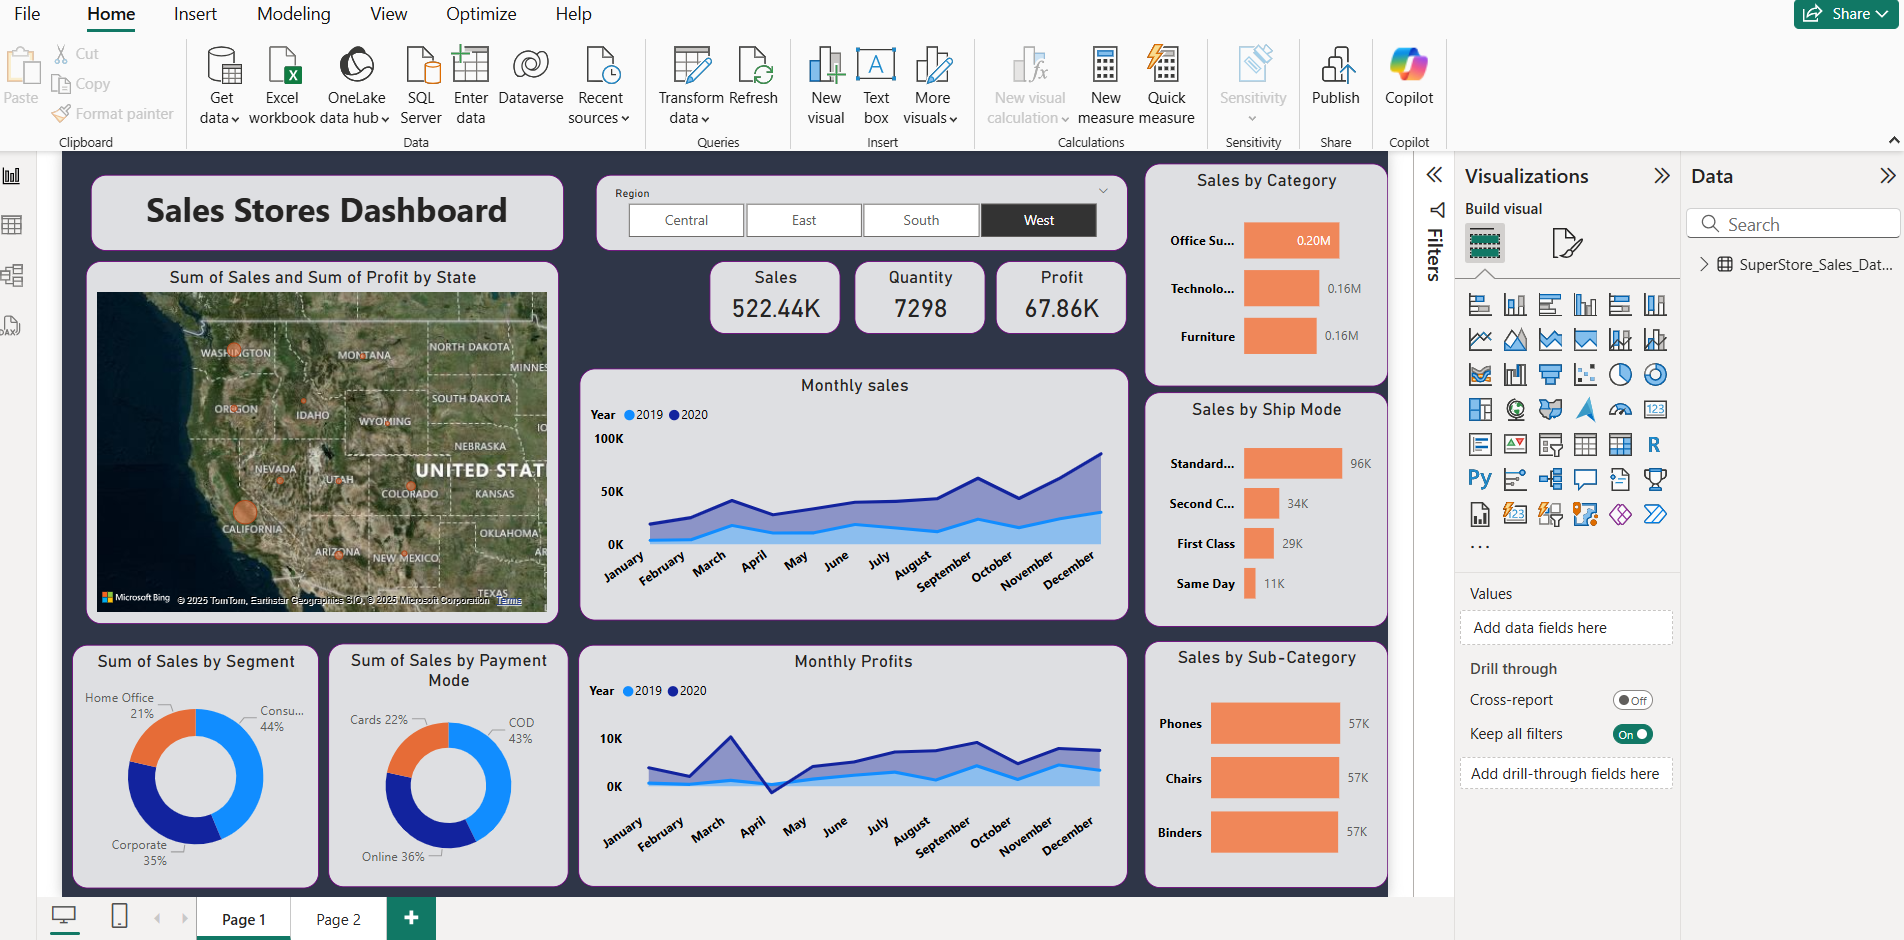 File Home Insert Modeling View Optimize Help
Share
Paste
Cut
Copy
Format painter
Clipboard
Get data
Excel workbook
OneLake data hub
SQL Server
Enter data
Dataverse
Recent sources
Data
Transform data
Refresh
Queries
New visual
Text box
More visuals
Insert
New visual calculation
New measure
Quick measure
Calculations
Sensitivity
Sensitivity
Publish
Share
Copilot
Copilot
DAX
Sales Stores Dashboard
Region
Central East South West
Sales
522.44K
Quantity
7298
Profit
67.86K
Sum of Sales and Sum of Profit by State
WASHINGTON
MONTANA
NORTH DAKOTA
MINNES
OREGON
IDAHO
SOUTH DAKOTA
WYOMING
IO
NEBRASKA
NEVADA
UTAH
UNITED STAT
COLORADO
KANSAS
CALIFORNIA
OKLAHOMA
ARIZONA
NEW MEXICO
AR
TEXAS
Microsoft Bing
© 2025 TomTom, Earthstar Geographics SIO, © 2025 Microsoft Corporation Terms
Monthly sales
Year 2019 2020
100K
50K
0K
January February March April May June July August September October November December
Sum of Sales by Segment
Home Office
21%
Consu...
44%
Corporate
35%
Sum of Sales by Payment
Mode
Cards 22%
COD
43%
Online 36%
Monthly Profits
Year 2019 2020
10K
0K
January February March April May June July August September October November December
Sales by Category
Office Su... 0.20M
Technolo... 0.16M
Furniture 0.16M
Sales by Ship Mode
Standard... 96K
Second C... 34K
First Class 29K
Same Day 11K
Sales by Sub-Category
Phones 57K
Chairs 57K
Binders 57K
Filters
Visualizations
Build visual
123
R
Py
123
...
Values
Add data fields here
Drill through
Cross-report Off
Keep all filters On
Add drill-through fields here
Data
Search
SuperStore_Sales_Dat...
Page 1 Page 2